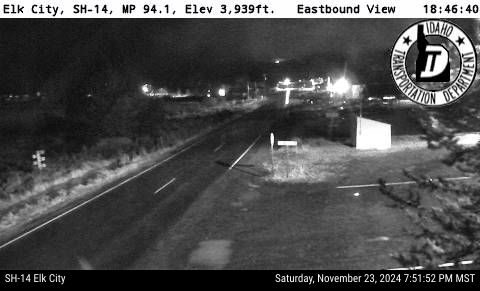 Elk City, SH-14, MP 94.1, Elev 3,939ft. Eastbound View 18:46:40
IDAHO
TRANSPORTATION DEPARTMENT
SH-14 Elk City Saturday, November 23, 2024 7:51:52 PM MST